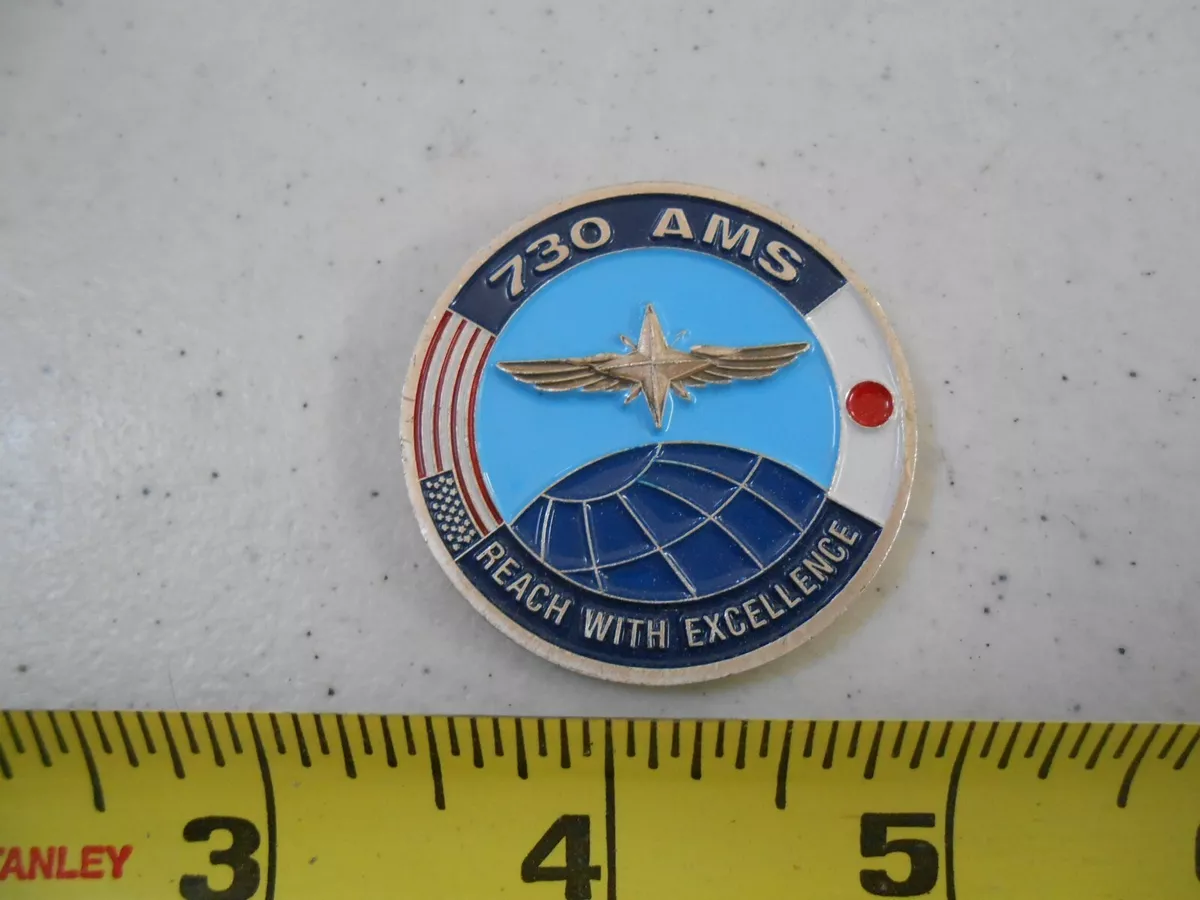 730 AMS
REACH WITH EXCELLENCE
3 4 5
TANLEY